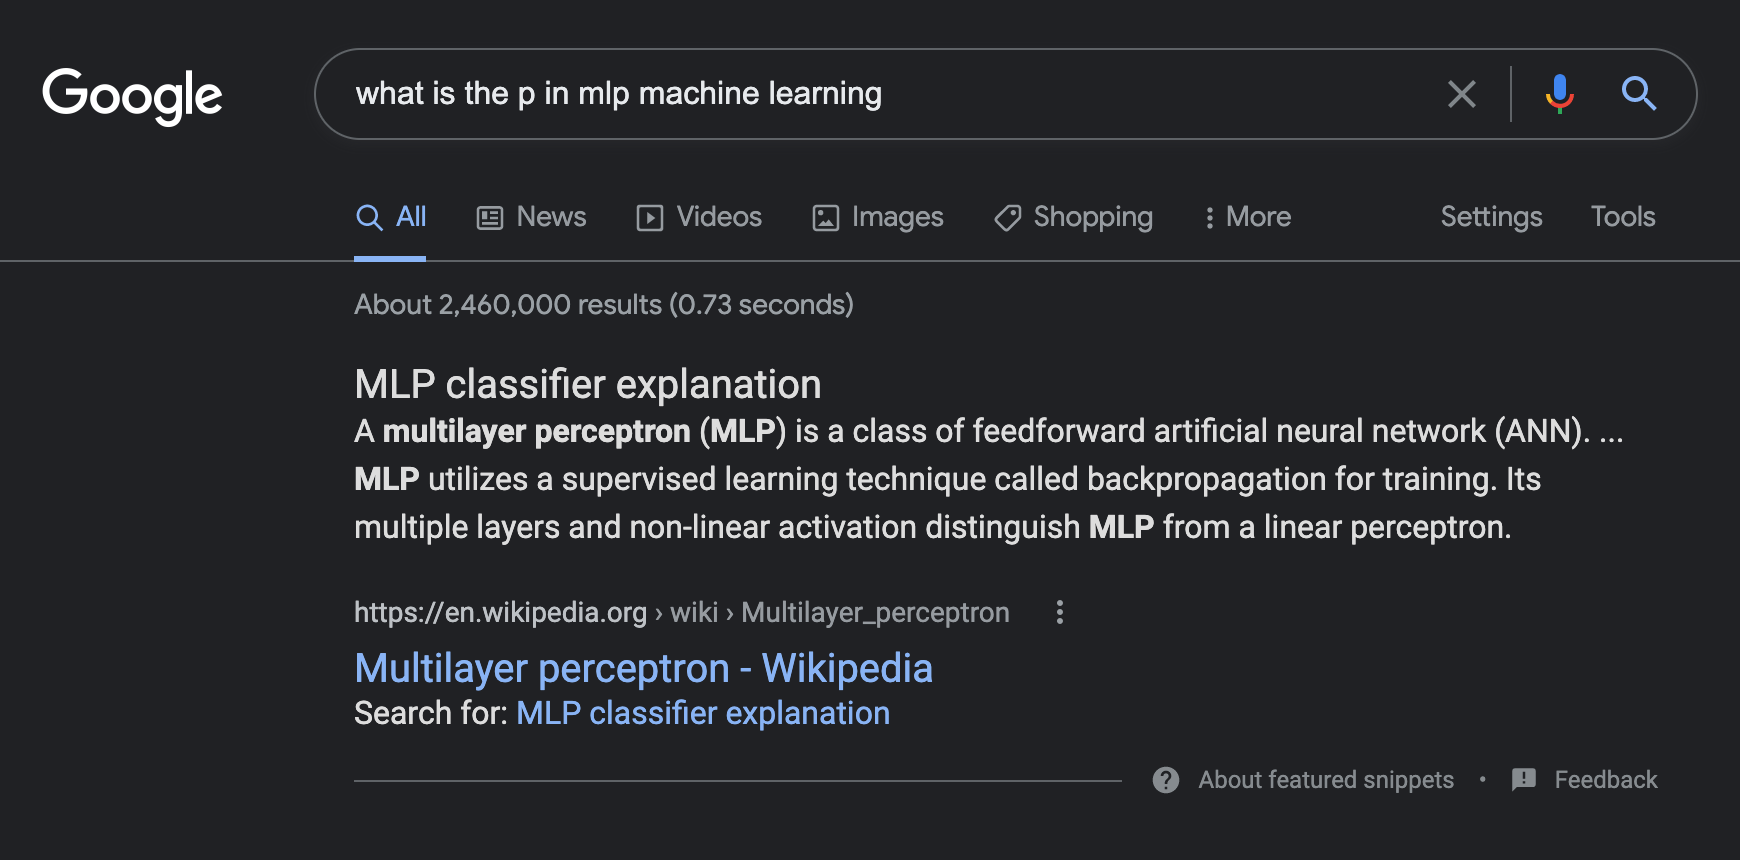 Google
what is the p in mlp machine learning
All News Videos Images Shopping More Settings Tools
About 2,460,000 results (0.73 seconds)
MLP classifier explanation
A multilayer perceptron (MLP) is a class of feedforward artificial neural network (ANN). ...
MLP utilizes a supervised learning technique called backpropagation for training. Its
multiple layers and non-linear activation distinguish MLP from a linear perceptron.
https://en.wikipedia.org › wiki › Multilayer_perceptron
Multilayer perceptron - Wikipedia
Search for: MLP classifier explanation
About featured snippets • Feedback